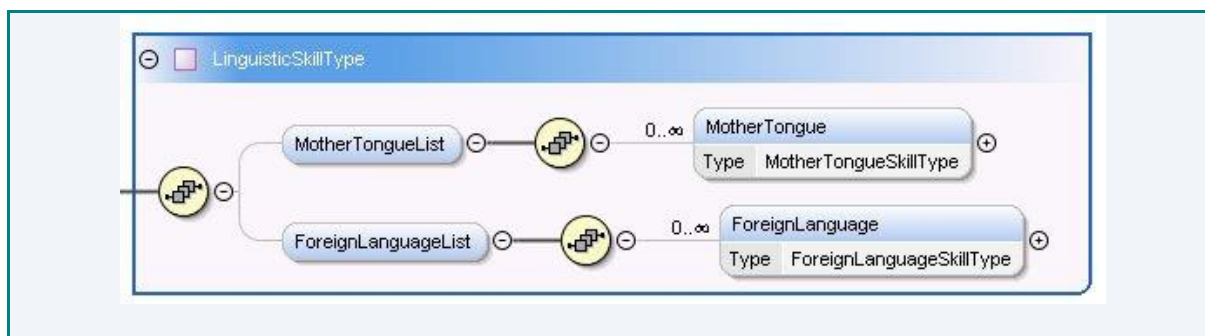 LinguisticSkillType
MotherTongueList
0..∞
MotherTongue
Type MotherTongueSkillType
ForeignLanguageList
0..∞
ForeignLanguage
Type ForeignLanguageSkillType